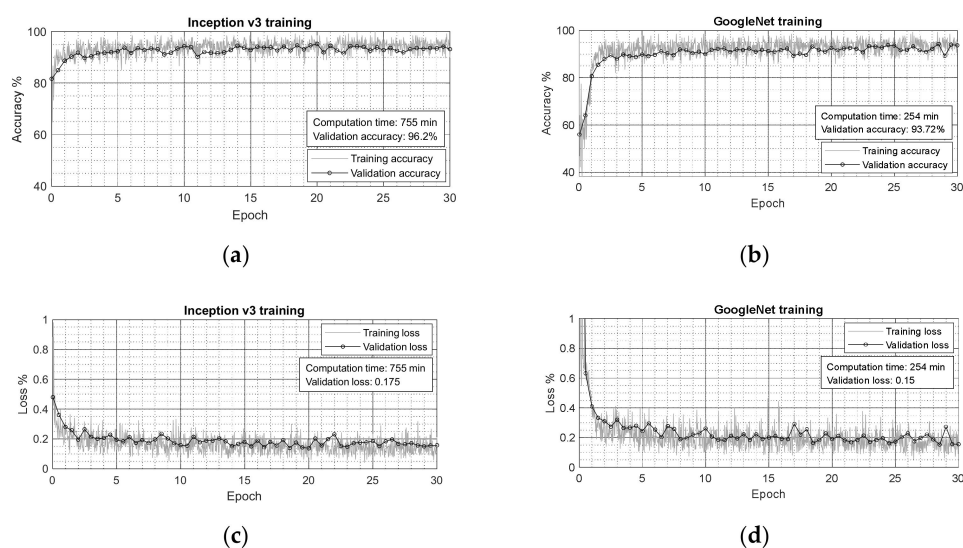 Inception v3 training
100
80
60
40
Accuracy %
Computation time: 755 min
Validation accuracy: 96.2%
Training accuracy
Validation accuracy
0 5 10 15 20 25 30
Epoch
(a)
GoogleNet training
100
80
60
40
Accuracy %
Computation time: 254 min
Validation accuracy: 93.72%
Training accuracy
Validation accuracy
0 5 10 15 20 25 30
Epoch
(b)
Inception v3 training
1
0.8
0.6
0.4
0.2
0
Loss %
Training loss
Validation loss
Computation time: 755 min
Validation loss: 0.175
0 5 10 15 20 25 30
Epoch
(c)
GoogleNet training
1
0.8
0.6
0.4
0.2
0
Loss %
Training loss
Validation loss
Computation time: 254 min
Validation loss: 0.15
0 5 10 15 20 25 30
Epoch
(d)